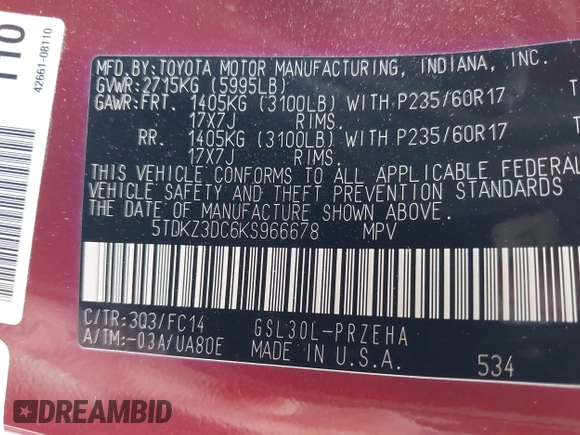 110
42661-08110
MFD.BY:TOYOTA MOTOR MANUFACTURING, INDIANA, INC.
GVWR:2715KG (5995LB)
GAWR:FRT. 1405KG (3100LB) WITH P235/60R17
17X7J RIMS.
RR. 1405KG (3100LB) WITH P235/60R17
17X7J RIMS.
THIS VEHICLE CONFORMS TO ALL APPLICABLE FEDERAL
VEHICLE SAFETY AND THEFT PREVENTION STANDARDS
THE DATE OF MANUFACTURE SHOWN ABOVE.
5TDKZ3DC6KS966678 MPV
C/TR:3Q3/FC14 GSL30L-PRZEHA
A/TM:-03A/UA80E MADE IN U.S.A. 534
DREAMBID